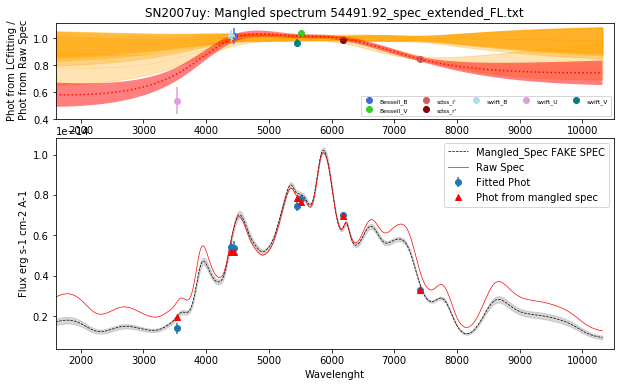 SN2007uy: Mangled spectrum 54491.92_spec_extended_FL.txt
Phot from LCfitting /
Phot from Raw Spec
1.0
0.8
0.6
0.4
Bessell_B
Bessell_V
sdss_i'
sdss_r'
swift_B
swift_U
swift_V
2000 3000 4000 5000 6000 7000 8000 9000 10000
1e−14
Flux erg s-1 cm-2 A-1
1.0
0.8
0.6
0.4
0.2
Mangled_Spec FAKE SPEC
Raw Spec
Fitted Phot
Phot from mangled spec
2000 3000 4000 5000 6000 7000 8000 9000 10000
Wavelenght